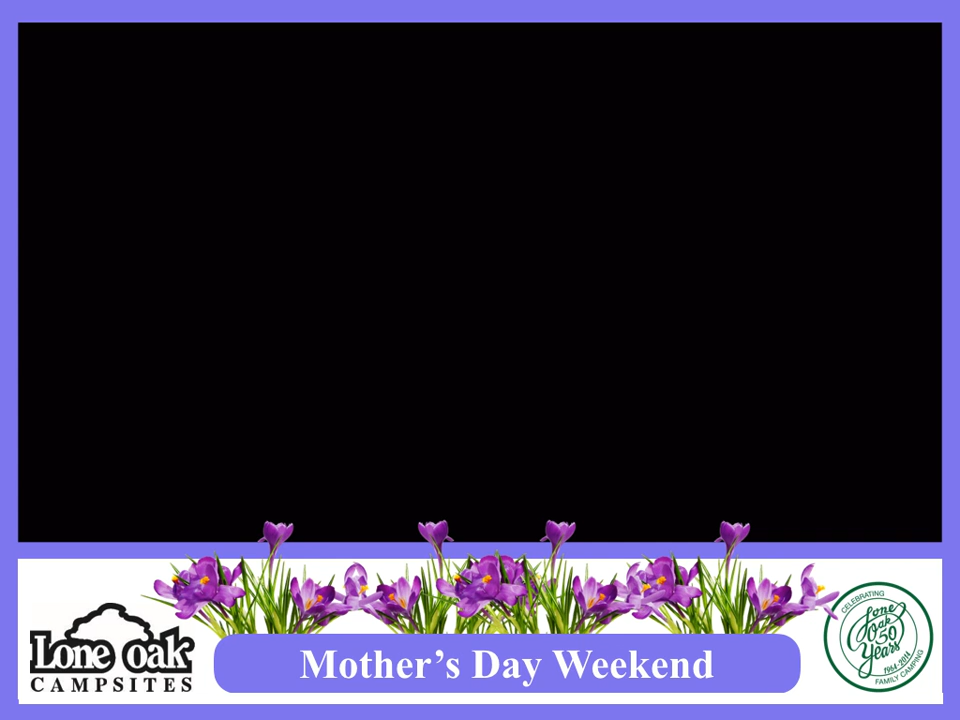 Lone oak
CAMPSITES
Mother's Day Weekend
CELEBRATING
Lone
Oak
50
Years
1964-2014
FAMILY CAMPING